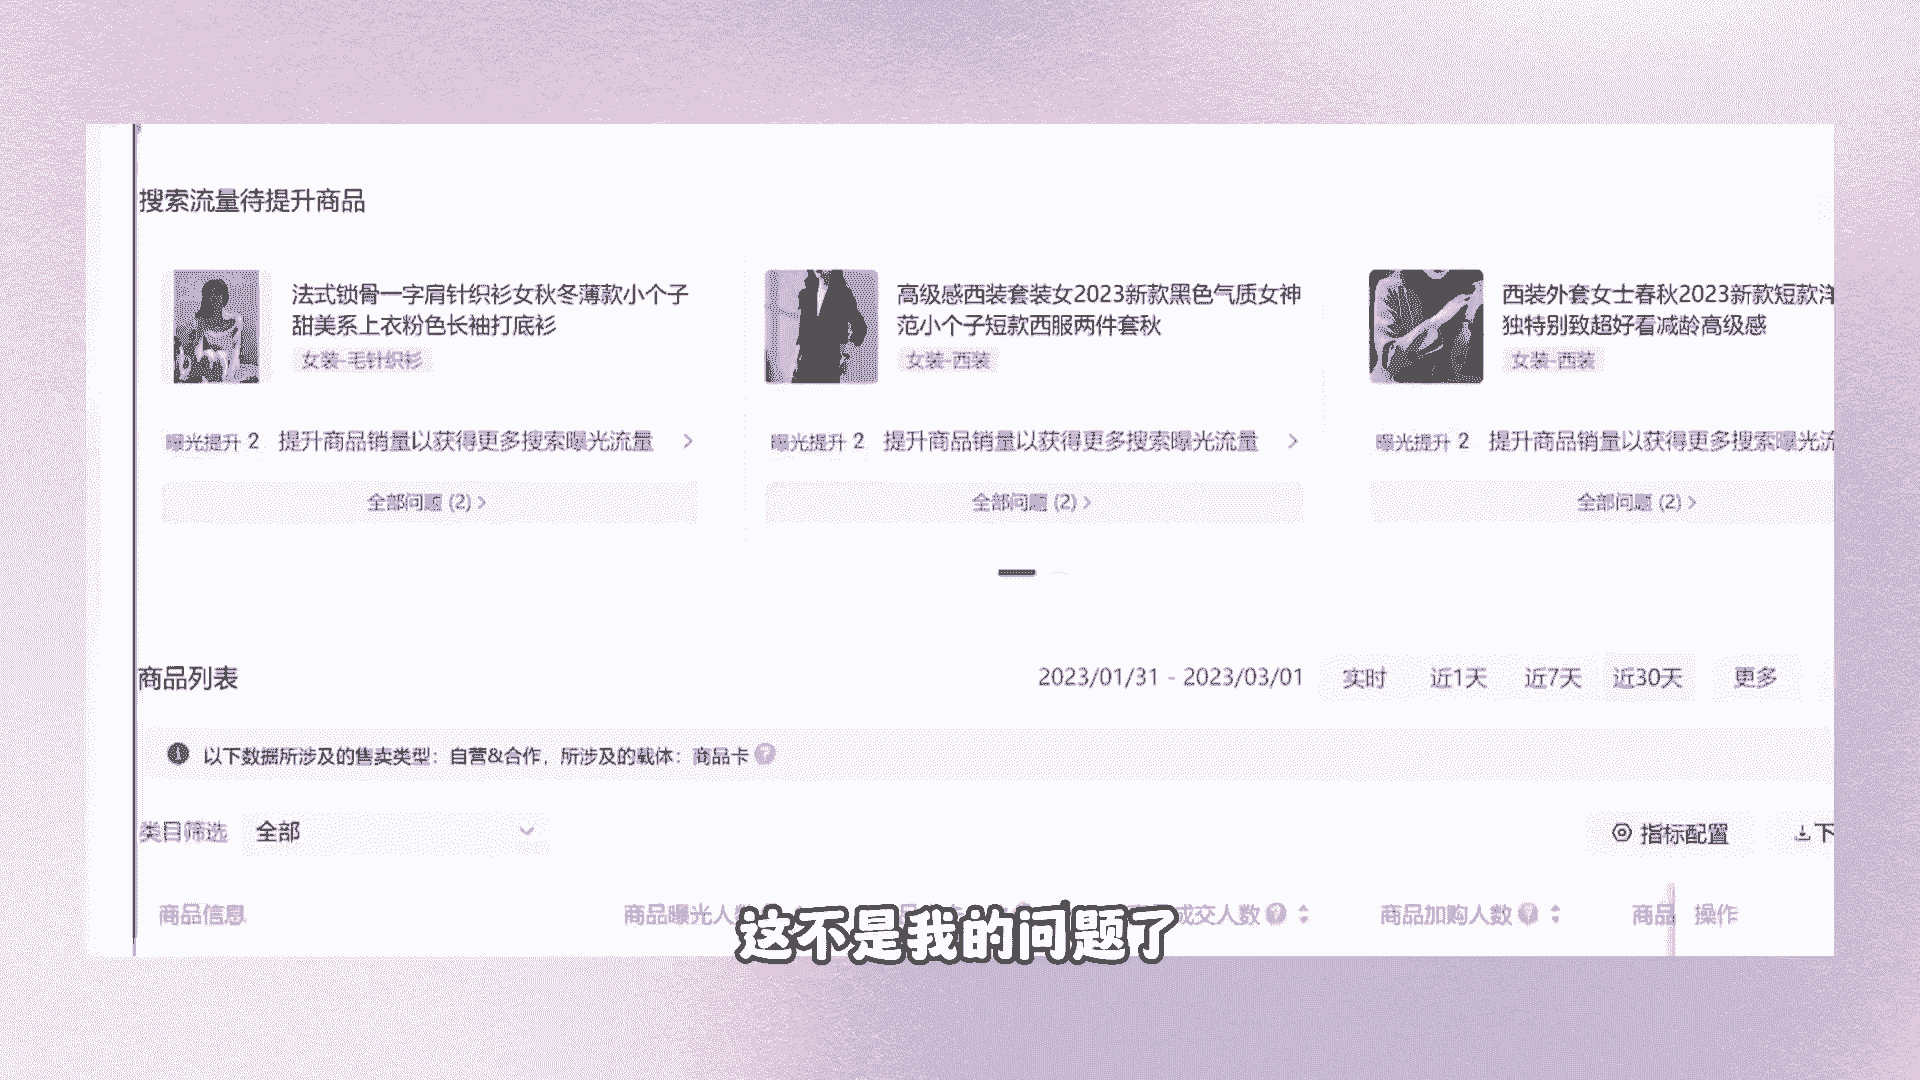 搜索流量待提升商品
法式锁骨一字肩针织衫女秋冬薄款小个子
甜美系上衣粉色长袖打底衫
女装-毛针织衫
曝光提升 2 提升商品销量以获得更多搜索曝光流量
全部问题 (2)
高级感西装套装女2023新款黑色气质女神
范小个子短款西服两件套秋
女装-西装
曝光提升 2 提升商品销量以获得更多搜索曝光流量
全部问题 (2)
西装外套女士春秋2023新款短款洋
独特别致超好看减龄高级感
女装-西装
曝光提升 2 提升商品销量以获得更多搜索曝光流
全部问题 (2)
商品列表 2023/01/31 - 2023/03/01 实时 近1天 近7天 近30天 更多
以下数据所涉及的售卖类型：自营&合作，所涉及的载体：商品卡
类目筛选 全部 指标配置 下
商品信息 商品曝光人数 成交人数 商品加购人数 商品 操作
这不是我的问题了